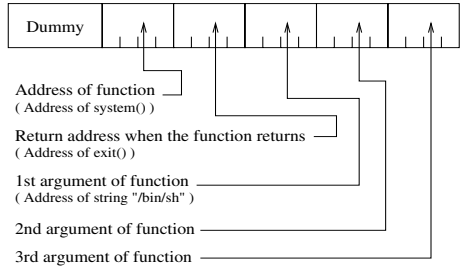 Dummy
Address of function
( Address of system() )
Return address when the function returns
( Address of exit() )
1st argument of function
( Address of string "/bin/sh" )
2nd argument of function
3rd argument of function